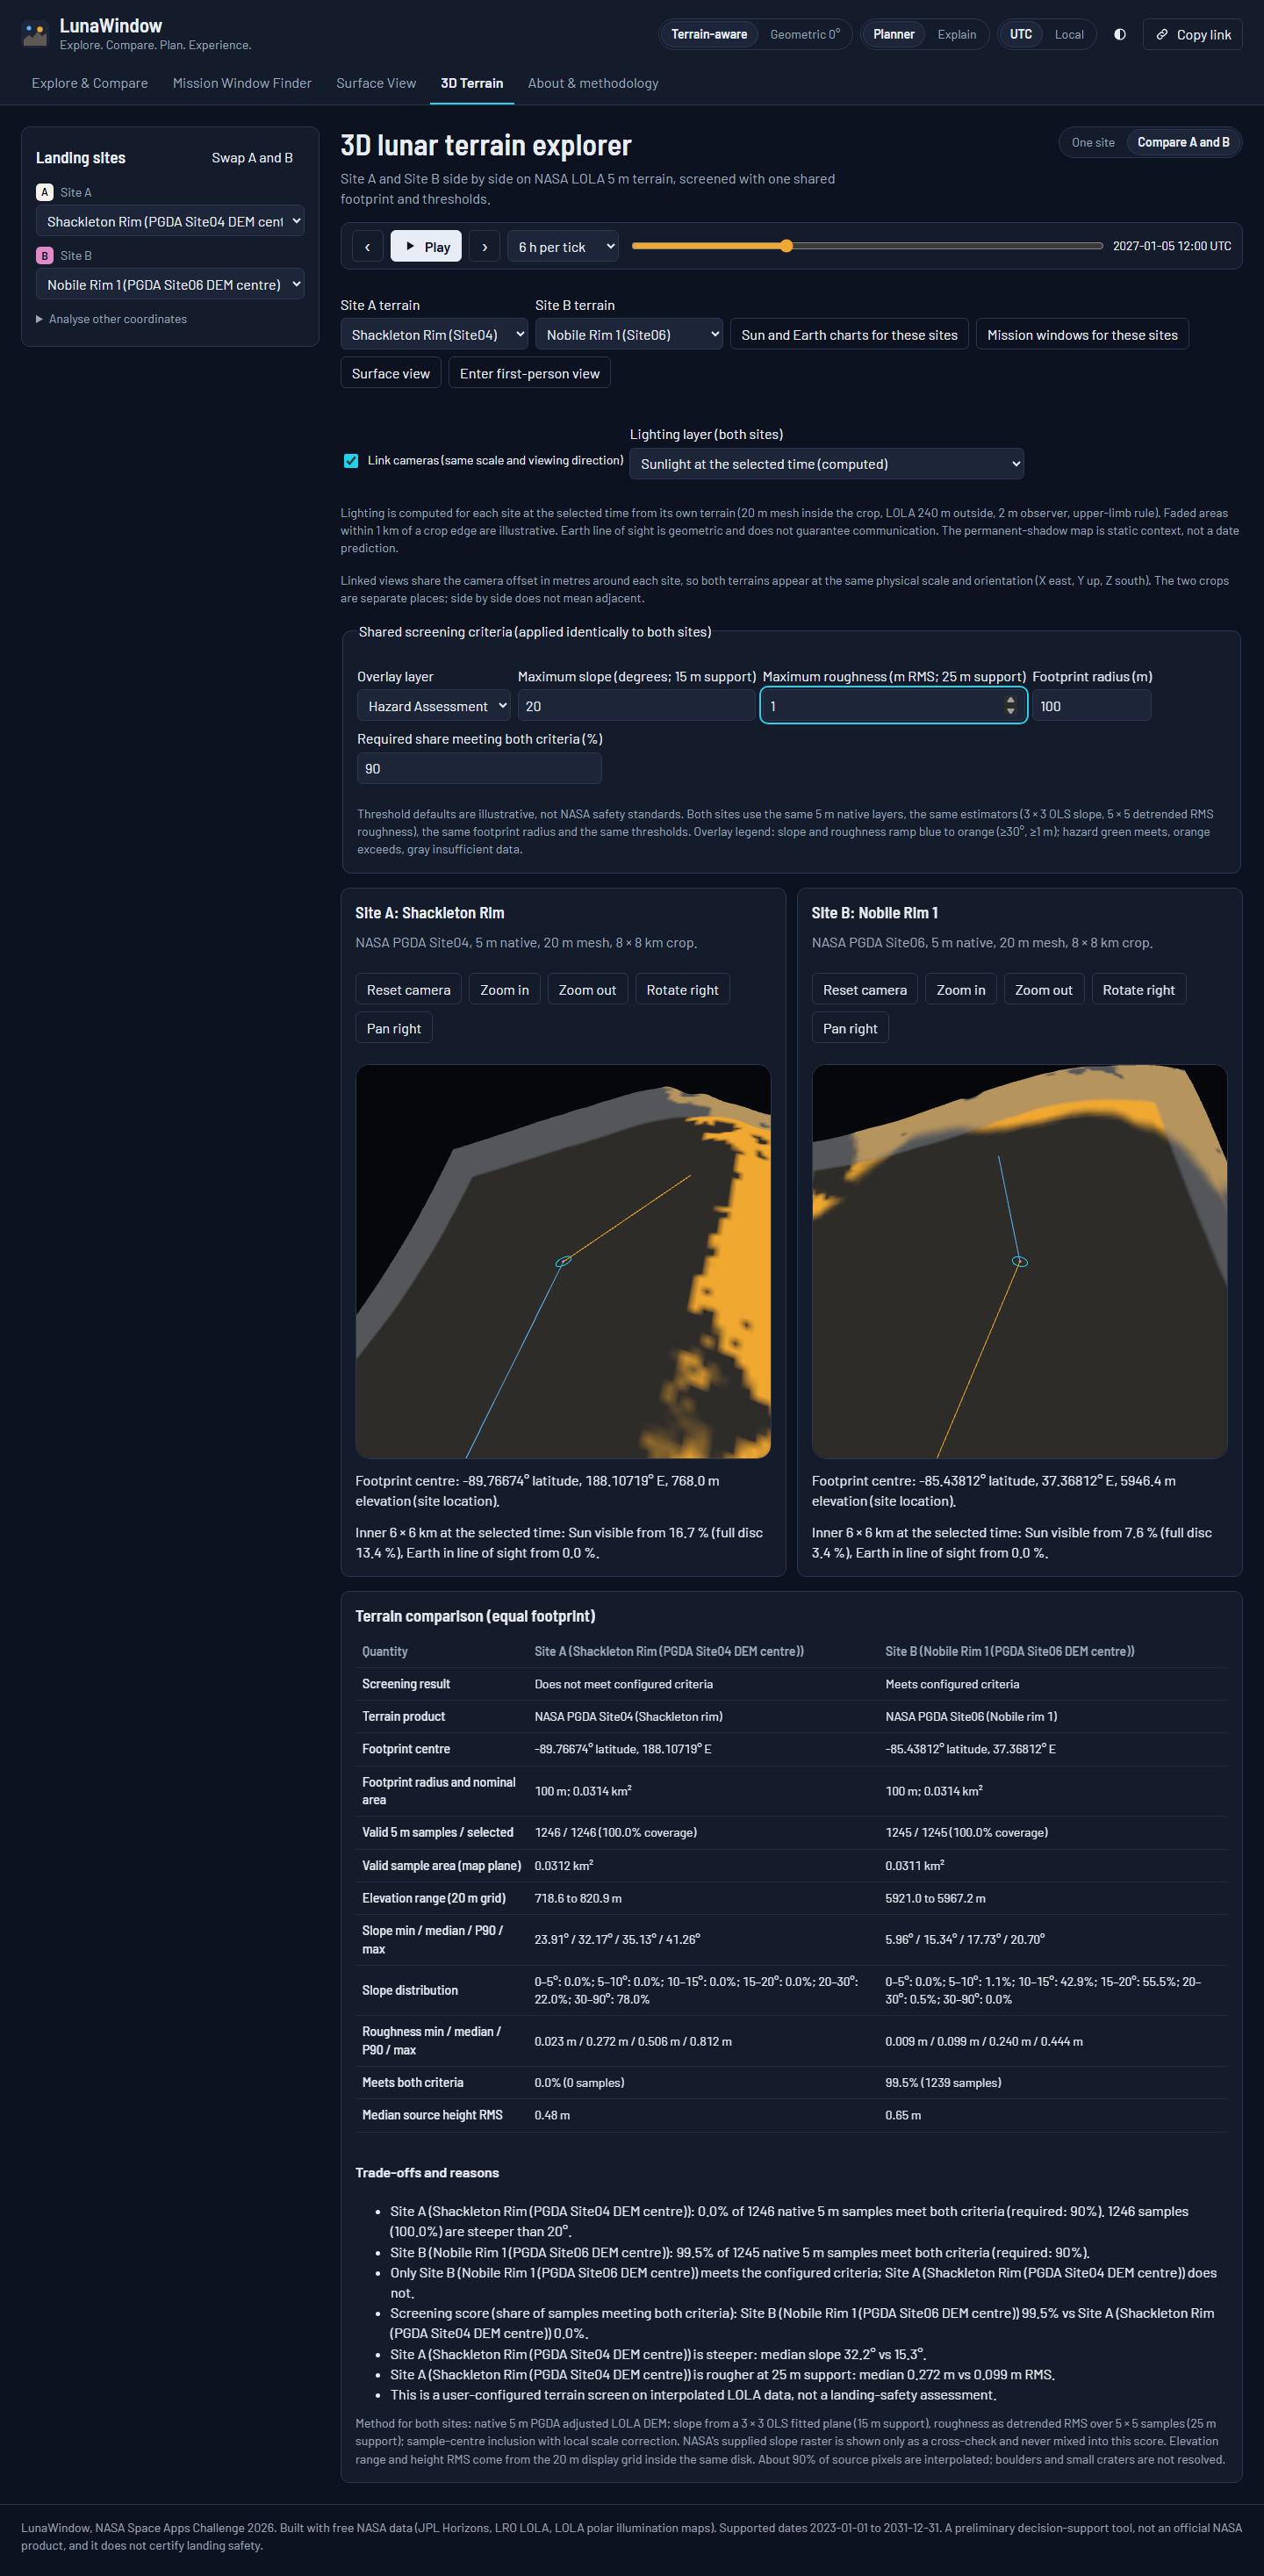 LunaWindow
Explore. Compare. Plan. Experience.
Terrain-aware
Geometric 0°
Planner
Explain
UTC
Local
Copy link
Explore & Compare
Mission Window Finder
Surface View
3D Terrain
About & methodology
Landing sites
Swap A and B
A Site A
Shackleton Rim (PGDA Site04 DEM cent
B Site B
Nobile Rim 1 (PGDA Site06 DEM centre)
Analyse other coordinates
3D lunar terrain explorer
One site
Compare A and B
Site A and Site B side by side on NASA LOLA 5 m terrain, screened with one shared
footprint and thresholds.
‹
Play
›
6 h per tick
2027-01-05 12:00 UTC
Site A terrain
Site B terrain
Shackleton Rim (Site04)
Nobile Rim 1 (Site06)
Sun and Earth charts for these sites
Mission windows for these sites
Surface view
Enter first-person view
Lighting layer (both sites)
Link cameras (same scale and viewing direction)
Sunlight at the selected time (computed)
Lighting is computed for each site at the selected time from its own terrain (20 m mesh inside the crop, LOLA 240 m outside, 2 m observer, upper-limb rule). Faded areas
within 1 km of a crop edge are illustrative. Earth line of sight is geometric and does not guarantee communication. The permanent-shadow map is static context, not a date
prediction.
Linked views share the camera offset in metres around each site, so both terrains appear at the same physical scale and orientation (X east, Y up, Z south). The two crops
are separate places; side by side does not mean adjacent.
Shared screening criteria (applied identically to both sites)
Overlay layer
Maximum slope (degrees; 15 m support)
Maximum roughness (m RMS; 25 m support)
Footprint radius (m)
Hazard Assessment
20
1
100
Required share meeting both criteria (%)
90
Threshold defaults are illustrative, not NASA safety standards. Both sites use the same 5 m native layers, the same estimators (3 × 3 OLS slope, 5 × 5 detrended RMS
roughness), the same footprint radius and the same thresholds. Overlay legend: slope and roughness ramp blue to orange (≥30°, ≥1 m); hazard green meets, orange
exceeds, gray insufficient data.
Site A: Shackleton Rim
NASA PGDA Site04, 5 m native, 20 m mesh, 8 × 8 km crop.
Reset camera
Zoom in
Zoom out
Rotate right
Pan right
Footprint centre: -89.76674° latitude, 188.10719° E, 768.0 m
elevation (site location).
Inner 6 × 6 km at the selected time: Sun visible from 16.7 % (full disc
13.4 %), Earth in line of sight from 0.0 %.
Site B: Nobile Rim 1
NASA PGDA Site06, 5 m native, 20 m mesh, 8 × 8 km crop.
Reset camera
Zoom in
Zoom out
Rotate right
Pan right
Footprint centre: -85.43812° latitude, 37.36812° E, 5946.4 m
elevation (site location).
Inner 6 × 6 km at the selected time: Sun visible from 7.6 % (full disc
3.4 %), Earth in line of sight from 0.0 %.
Terrain comparison (equal footprint)
Quantity
Site A (Shackleton Rim (PGDA Site04 DEM centre))
Site B (Nobile Rim 1 (PGDA Site06 DEM centre))
Screening result
Does not meet configured criteria
Meets configured criteria
Terrain product
NASA PGDA Site04 (Shackleton rim)
NASA PGDA Site06 (Nobile rim 1)
Footprint centre
-89.76674° latitude, 188.10719° E
-85.43812° latitude, 37.36812° E
Footprint radius and nominal
area
100 m; 0.0314 km²
100 m; 0.0314 km²
Valid 5 m samples / selected
1246 / 1246 (100.0% coverage)
1245 / 1245 (100.0% coverage)
Valid sample area (map plane)
0.0312 km²
0.0311 km²
Elevation range (20 m grid)
718.6 to 820.9 m
5921.0 to 5967.2 m
Slope min / median / P90 /
max
23.91° / 32.17° / 35.13° / 41.26°
5.96° / 15.34° / 17.73° / 20.70°
Slope distribution
0–5°: 0.0%; 5–10°: 0.0%; 10–15°: 0.0%; 15–20°: 0.0%; 20–30°:
22.0%; 30–90°: 78.0%
0–5°: 0.0%; 5–10°: 1.1%; 10–15°: 42.9%; 15–20°: 55.5%; 20–
30°: 0.5%; 30–90°: 0.0%
Roughness min / median /
P90 / max
0.023 m / 0.272 m / 0.506 m / 0.812 m
0.009 m / 0.099 m / 0.240 m / 0.444 m
Meets both criteria
0.0% (0 samples)
99.5% (1239 samples)
Median source height RMS
0.48 m
0.65 m
Trade-offs and reasons
• Site A (Shackleton Rim (PGDA Site04 DEM centre)): 0.0% of 1246 native 5 m samples meet both criteria (required: 90%). 1246 samples
(100.0%) are steeper than 20°.
• Site B (Nobile Rim 1 (PGDA Site06 DEM centre)): 99.5% of 1245 native 5 m samples meet both criteria (required: 90%).
• Only Site B (Nobile Rim 1 (PGDA Site06 DEM centre)) meets the configured criteria; Site A (Shackleton Rim (PGDA Site04 DEM centre)) does
not.
• Screening score (share of samples meeting both criteria): Site B (Nobile Rim 1 (PGDA Site06 DEM centre)) 99.5% vs Site A (Shackleton Rim
(PGDA Site04 DEM centre)) 0.0%.
• Site A (Shackleton Rim (PGDA Site04 DEM centre)) is steeper: median slope 32.2° vs 15.3°.
• Site A (Shackleton Rim (PGDA Site04 DEM centre)) is rougher at 25 m support: median 0.272 m vs 0.099 m RMS.
• This is a user-configured terrain screen on interpolated LOLA data, not a landing-safety assessment.
Method for both sites: native 5 m PGDA adjusted LOLA DEM; slope from a 3 × 3 OLS fitted plane (15 m support), roughness as detrended RMS over 5 × 5 samples (25 m
support); sample-centre inclusion with local scale correction. NASA's supplied slope raster is shown only as a cross-check and never mixed into this score. Elevation
range and height RMS come from the 20 m display grid inside the same disk. About 90% of source pixels are interpolated; boulders and small craters are not resolved.
LunaWindow, NASA Space Apps Challenge 2026. Built with free NASA data (JPL Horizons, LRO LOLA, LOLA polar illumination maps). Supported dates 2023-01-01 to 2031-12-31. A preliminary decision-support tool, not an official NASA
product, and it does not certify landing safety.